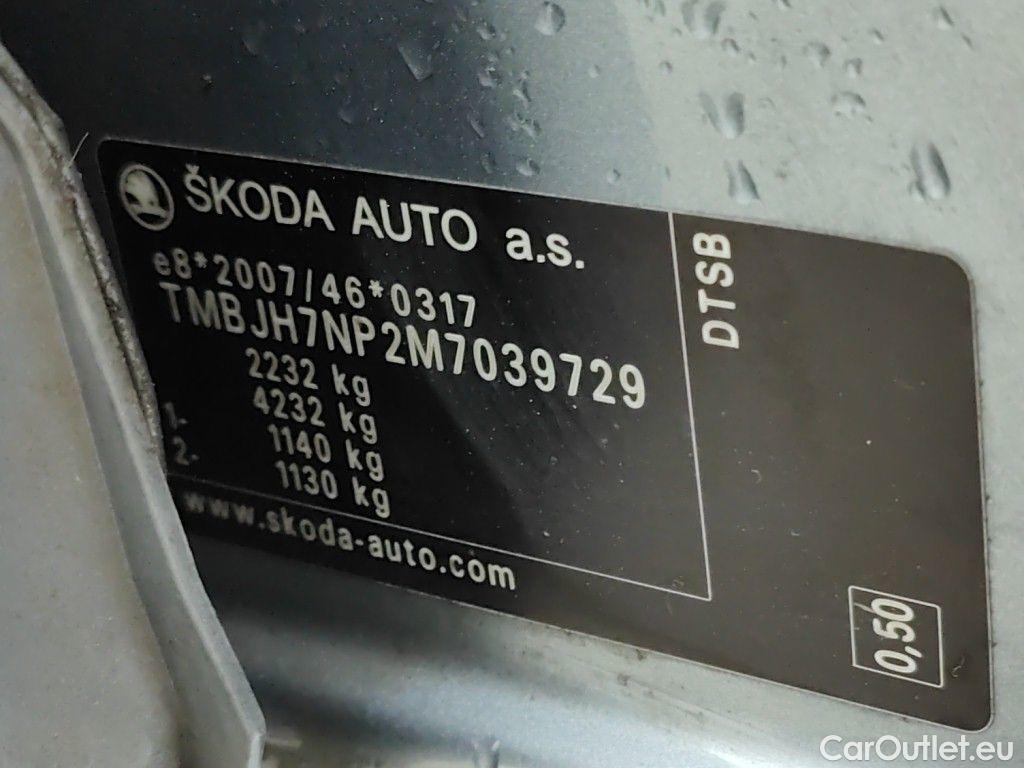 ŠKODA AUTO a.s.
e8*2007/46*0317
TMBJH7NP2M7039729
2232 kg
4232 kg
1- 1140 kg
2- 1130 kg
www.skoda-auto.com
DTSB
0,50
CarOutlet.eu